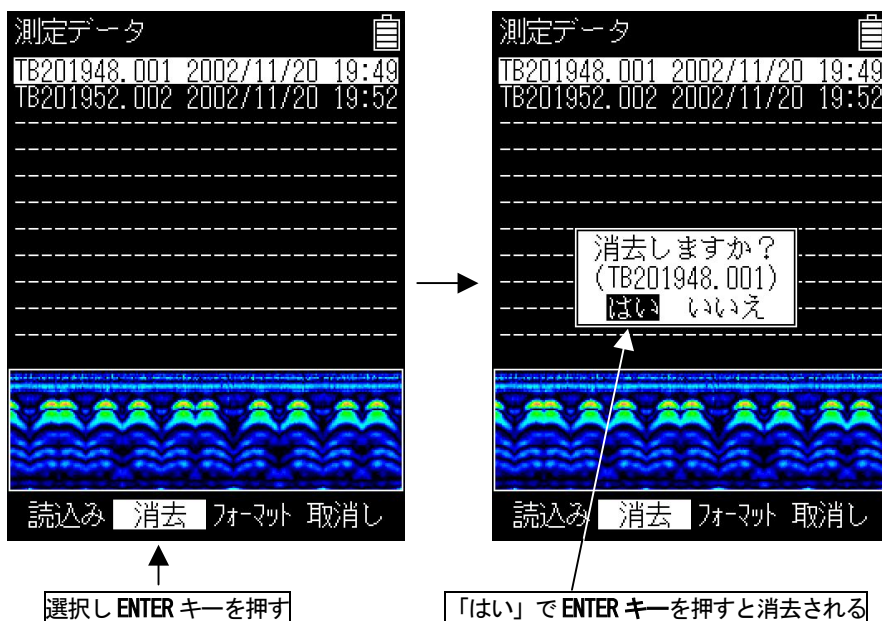 測定データ
TB201948.001 2002/11/20 19:49
TB201952.002 2002/11/20 19:52
読込み 消去 フォーマット 取消し
選択し ENTER キーを押す
測定データ
TB201948.001 2002/11/20 19:49
TB201952.002 2002/11/20 19:52
消去しますか？
(TB201948.001)
はい いいえ
読込み 消去 フォーマット 取消し
「はい」で ENTER キーを押すと消去される